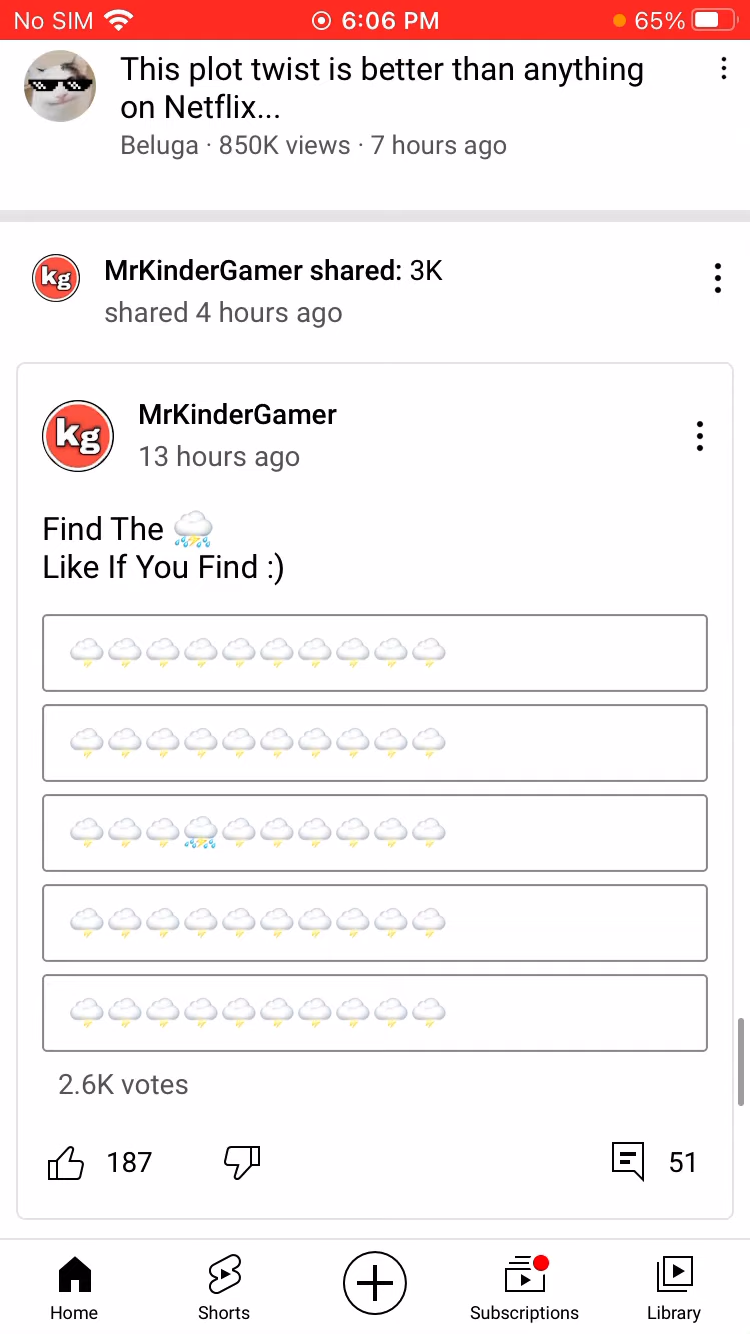 No SIM 6:06 PM 65%
This plot twist is better than anything
on Netflix...
Beluga · 850K views · 7 hours ago
kg MrKinderGamer shared: 3K
shared 4 hours ago
kg MrKinderGamer
13 hours ago
Find The ⛈️
Like If You Find :)
🌩️🌩️🌩️🌩️🌩️🌩️🌩️🌩️🌩️🌩️
🌩️🌩️🌩️🌩️🌩️🌩️🌩️🌩️🌩️🌩️
🌩️🌩️🌩️⛈️🌩️🌩️🌩️🌩️🌩️🌩️
🌩️🌩️🌩️🌩️🌩️🌩️🌩️🌩️🌩️🌩️
🌩️🌩️🌩️🌩️🌩️🌩️🌩️🌩️🌩️🌩️
2.6K votes
187 51
Home Shorts Subscriptions Library